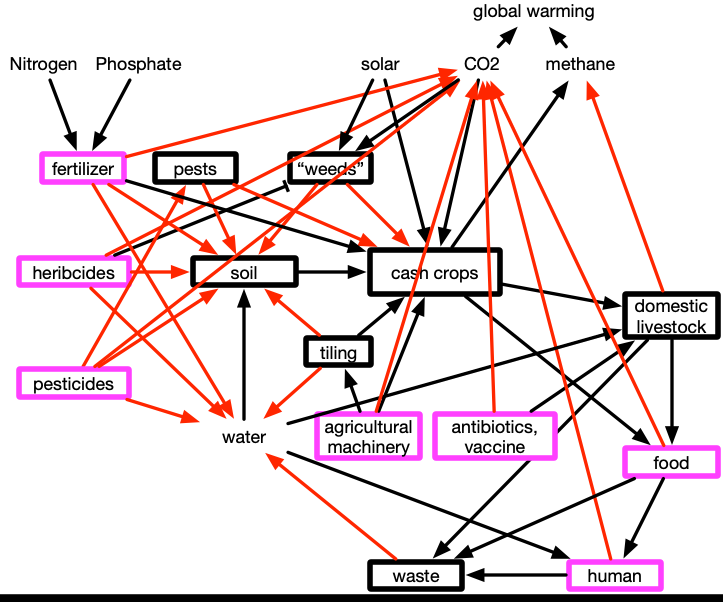 global warming
Nitrogen
Phosphate
solar
CO2
methane
fertilizer
pests
“weeds”
heribcides
soil
cash crops
domestic
livestock
tiling
pesticides
water
agricultural
machinery
antibiotics,
vaccine
food
waste
human